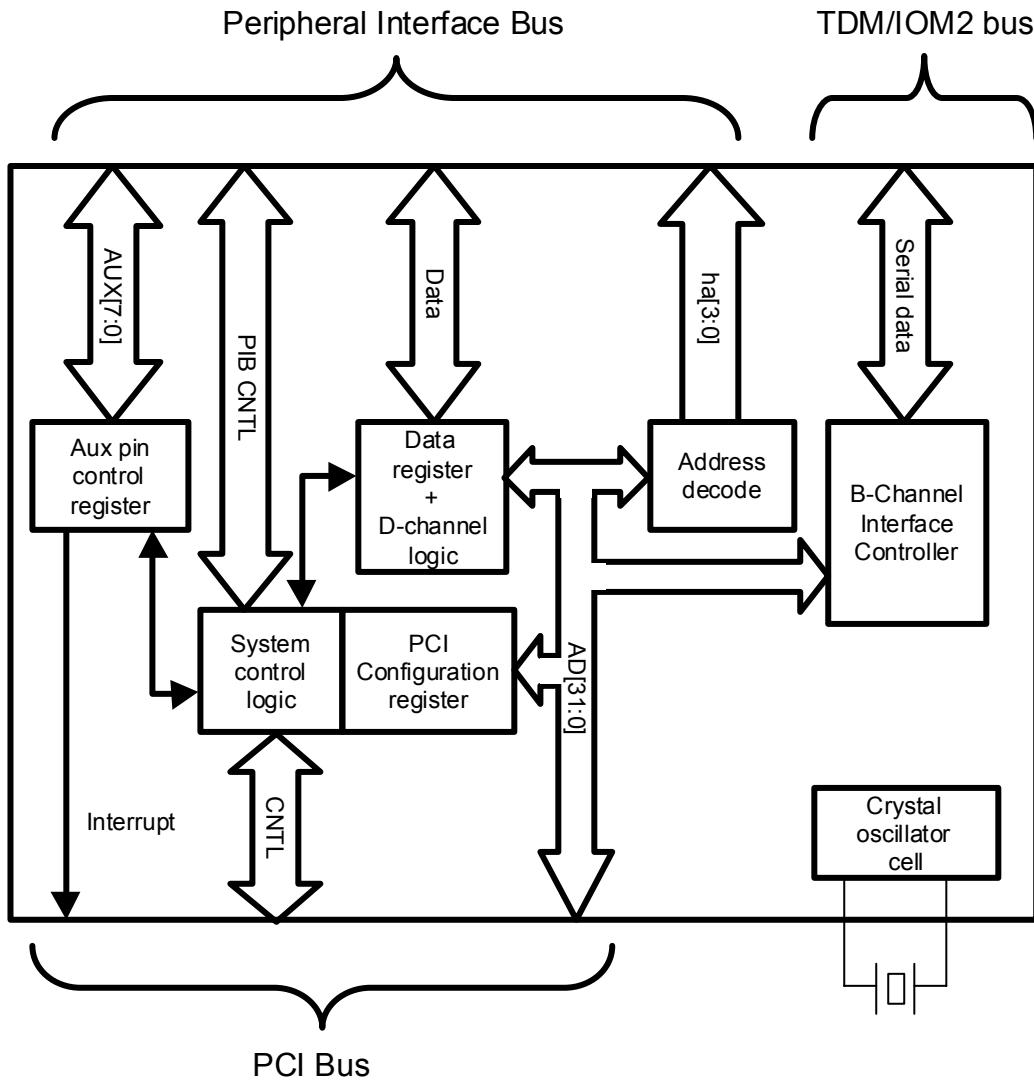 Peripheral Interface Bus
TDM/IOM2 bus
AUX[7:0]
PIB CNTL
Data
ha[3:0]
Serial data
Aux pin
control
register
Data
register
+
D-channel
logic
Address
decode
B-Channel
Interface
Controller
System
control
logic
PCI
Configuration
register
AD[31:0]
Interrupt
CNTL
Crystal
oscillator
cell
PCI Bus